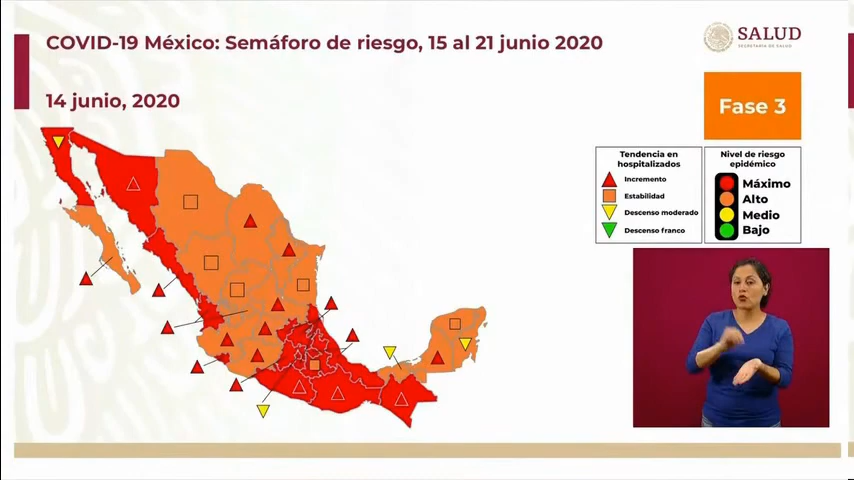 COVID-19 México: Semáforo de riesgo, 15 al 21 junio 2020
SALUD
SECRETARÍA DE SALUD
14 junio, 2020
Fase 3
Tendencia en
hospitalizados
Incremento
Estabilidad
Descenso moderado
Descenso franco
Nivel de riesgo
epidémico
Máximo
Alto
Medio
Bajo